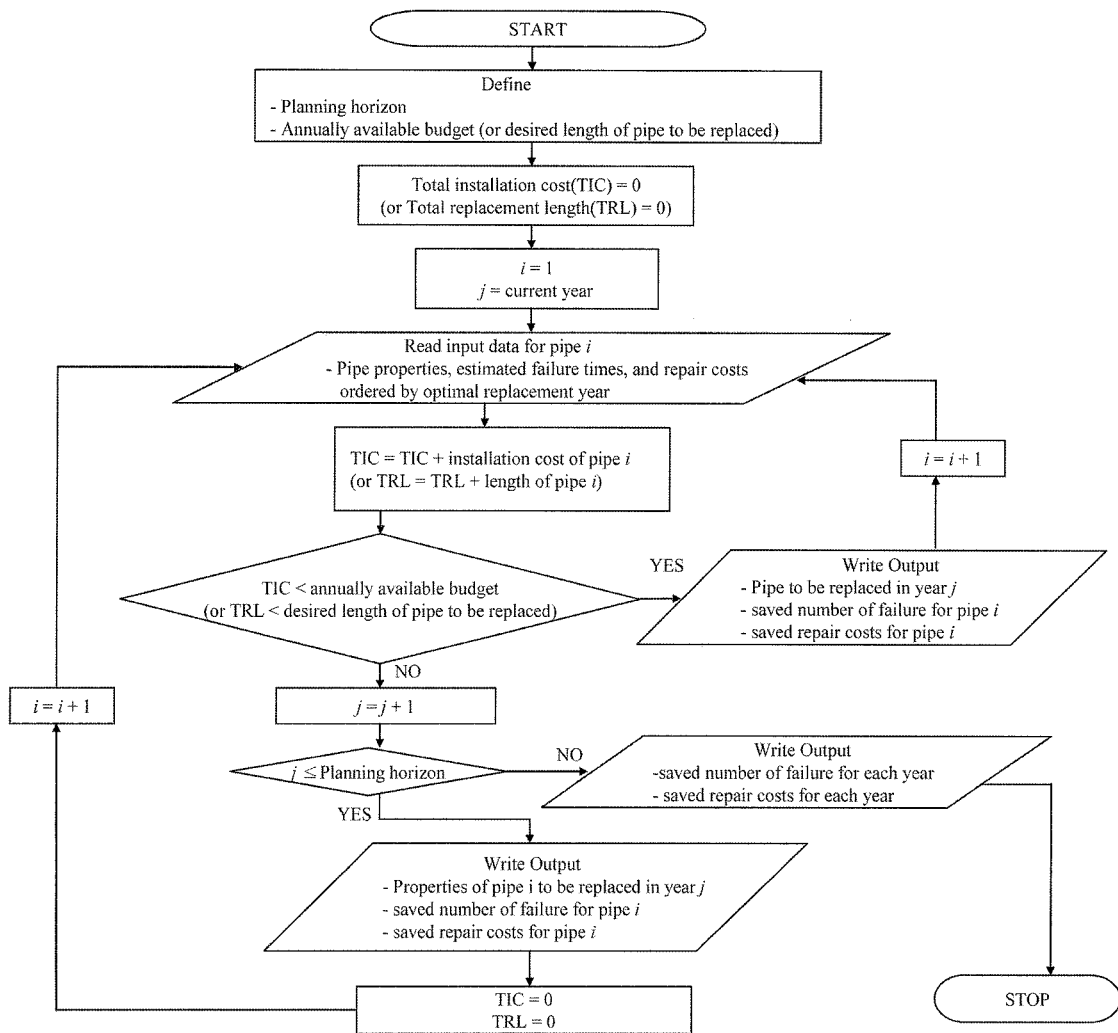 START
Define
- Planning horizon
- Annually available budget (or desired length of pipe to be replaced)
Total installation cost(TIC) = 0
(or Total replacement length(TRL) = 0)
i = 1
j = current year
Read input data for pipe i
- Pipe properties, estimated failure times, and repair costs
ordered by optimal replacement year
TIC = TIC + installation cost of pipe i
(or TRL = TRL + length of pipe i)
i = i + 1
TIC < annually available budget
(or TRL < desired length of pipe to be replaced)
YES
Write Output
- Pipe to be replaced in year j
- saved number of failure for pipe i
- saved repair costs for pipe i
NO
i = i + 1
j = j + 1
j ≤ Planning horizon
NO
Write Output
-saved number of failure for each year
- saved repair costs for each year
YES
Write Output
- Properties of pipe i to be replaced in year j
- saved number of failure for pipe i
- saved repair costs for pipe i
TIC = 0
TRL = 0
STOP